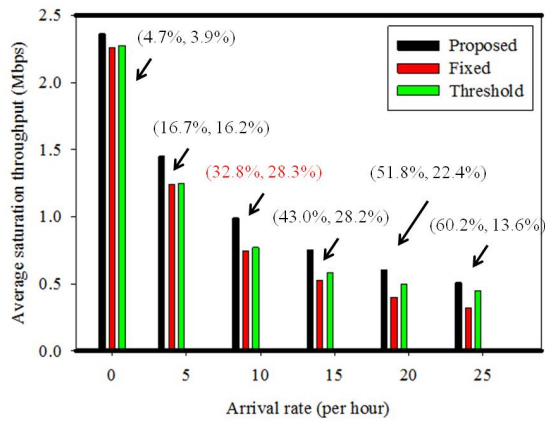 2.5
2.0
1.5
1.0
0.5
0.0
Average saturation throughput (Mbps)
(4.7%, 3.9%)
Proposed
Fixed
Threshold
(16.7%, 16.2%)
(32.8%, 28.3%)
(51.8%, 22.4%)
(43.0%, 28.2%)
(60.2%, 13.6%)
0 5 10 15 20 25
Arrival rate (per hour)